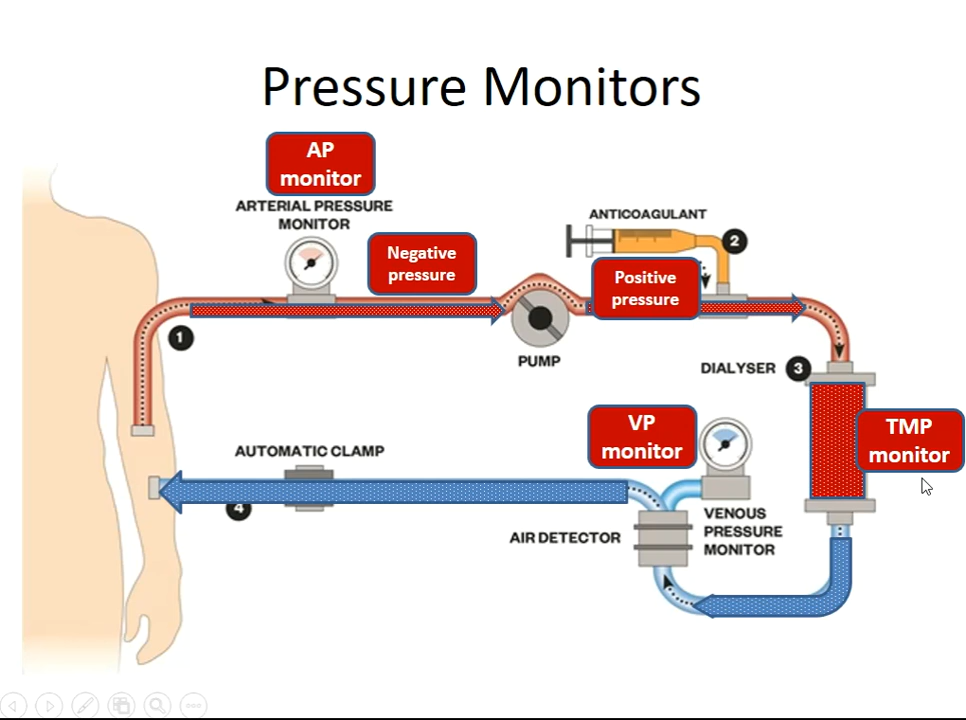 Pressure Monitors
AP
monitor
ARTERIAL PRESSURE
MONITOR
Negative
pressure
ANTICOAGULANT
2
Positive
pressure
1
PUMP
DIALYSER
3
VP
monitor
TMP
monitor
AUTOMATIC CLAMP
4
AIR DETECTOR
VENOUS
PRESSURE
MONITOR